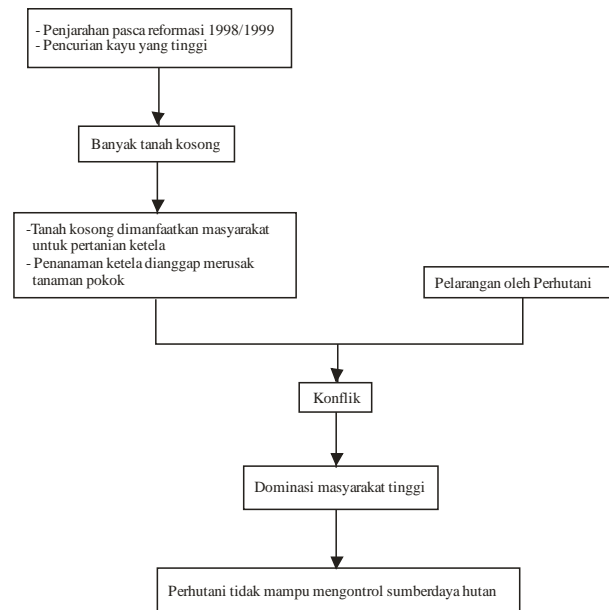 - Penjarahan pasca reformasi 1998/1999
- Pencurian kayu yang tinggi
Banyak tanah kosong
-Tanah kosong dimanfaatkan masyarakat
untuk pertanian ketela
- Penanaman ketela dianggap merusak
tanaman pokok
Pelarangan oleh Perhutani
Konflik
Dominasi masyarakat tinggi
Perhutani tidak mampu mengontrol sumberdaya hutan